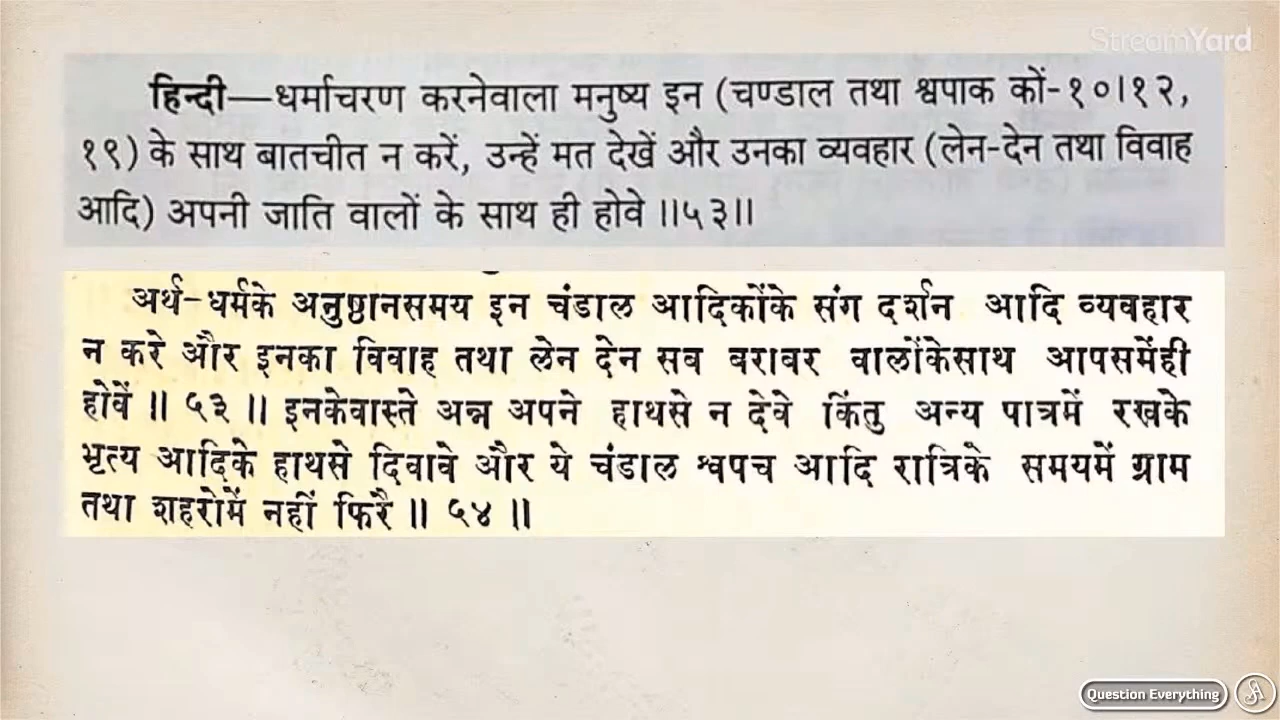 StreamYard
हिन्दी—धर्माचरण करनेवाला मनुष्य इन (चण्डाल तथा श्वपाक कों-१०।१२,
१९) के साथ बातचीत न करें, उन्हें मत देखें और उनका व्यवहार (लेन-देन तथा विवाह
आदि) अपनी जाति वालों के साथ ही होवे ॥५३॥
अर्थ-धर्मके अनुष्ठानसमय इन चंडाल आदिकोंके संग दर्शन आदि व्यवहार
न करे और इनका विवाह तथा लेन देन सब बराबर वालोंकेसाथ आपसमेंही
होवें ॥ ५३ ॥ इनकेवास्ते अन्न अपने हाथसे न देवे किंतु अन्य पात्रमें रखके
भृत्य आदिके हाथसे दिवावे और ये चंडाल श्वपच आदि रात्रिके समयमें ग्राम
तथा शहरोमें नहीं फिरै ॥ ५४ ॥
Question Everything